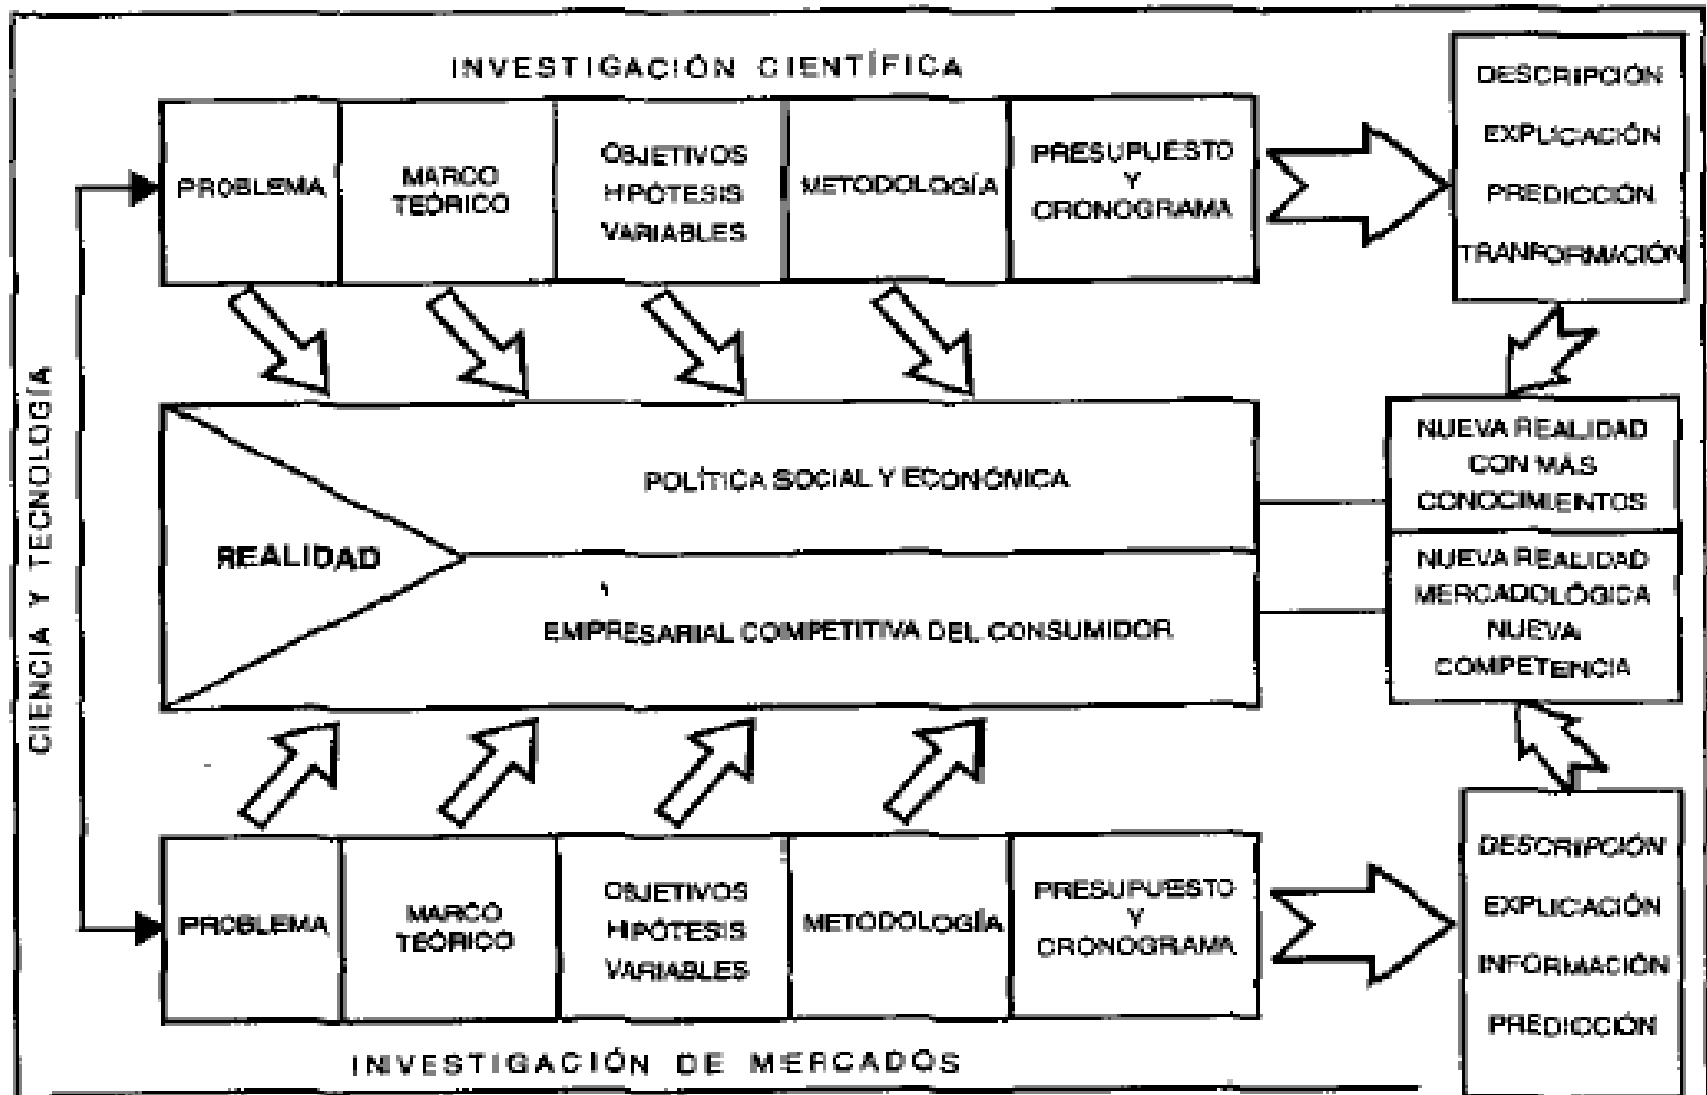 INVESTIGACIÓN CIENTÍFICA
PROBLEMA
MARCO
TEÓRICO
OBJETIVOS
HIPÓTESIS
VARIABLES
METODOLOGÍA
PRESUPUESTO
Y
CRONOGRAMA
DESCRIPCIÓN
EXPLICACIÓN
PREDICCIÓN
TRANFORMACIÓN
CIENCIA Y TECNOLOGÍA
REALIDAD
POLÍTICA SOCIAL Y ECONÓMICA
EMPRESARIAL COMPETITIVA DEL CONSUMIDOR
NUEVA REALIDAD
CON MÁS
CONOCIMIENTOS
NUEVA REALIDAD
MERCADOLÓGICA
NUEVA
COMPETENCIA
PROBLEMA
MARCO
TEÓRICO
OBJETIVOS
HIPÓTESIS
VARIABLES
METODOLOGÍA
PRESUPUESTO
Y
CRONOGRAMA
DESCRIPCIÓN
EXPLICACIÓN
INFORMACIÓN
PREDICCIÓN
INVESTIGACIÓN DE MERCADOS